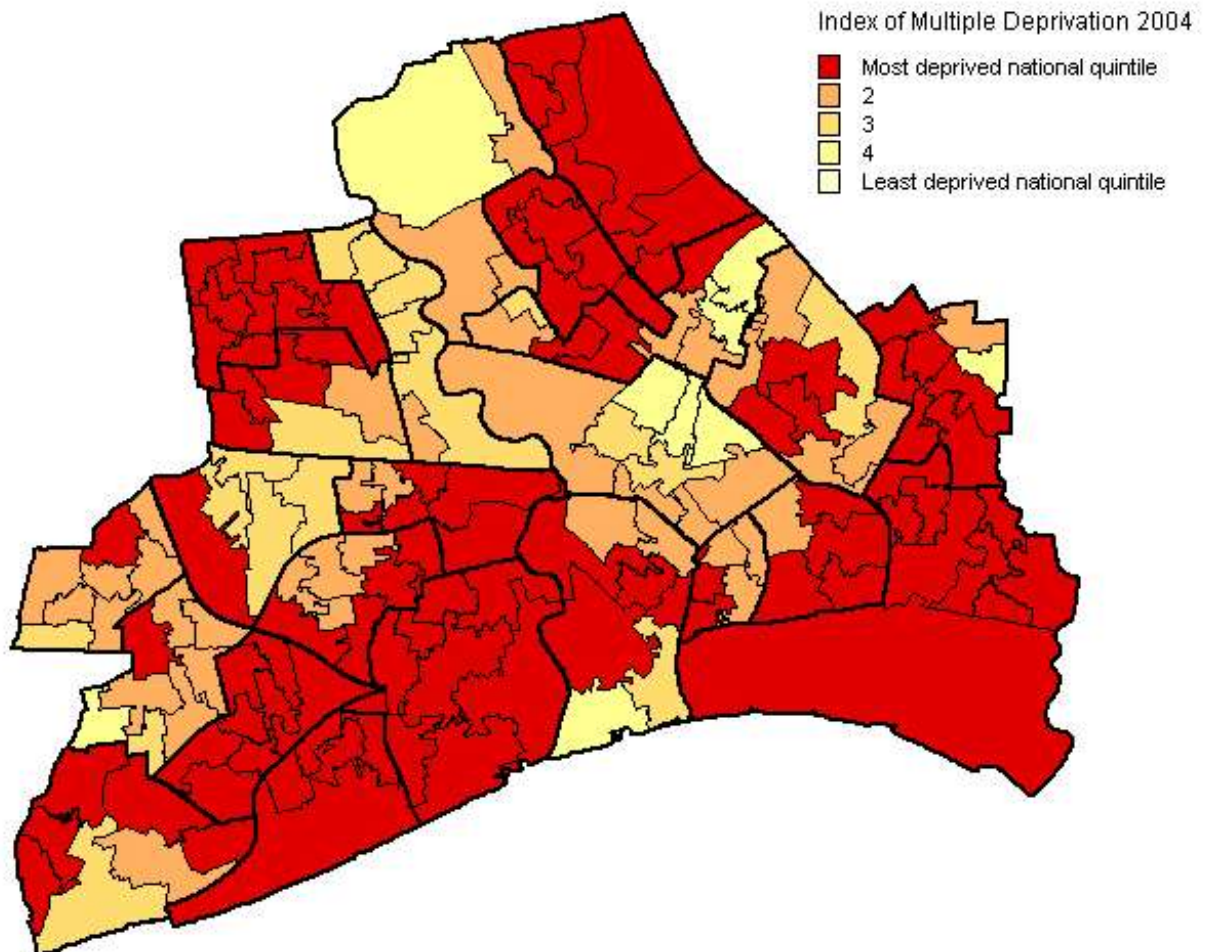 Index of Multiple Deprivation 2004
Most deprived national quintile
2
3
4
Least deprived national quintile